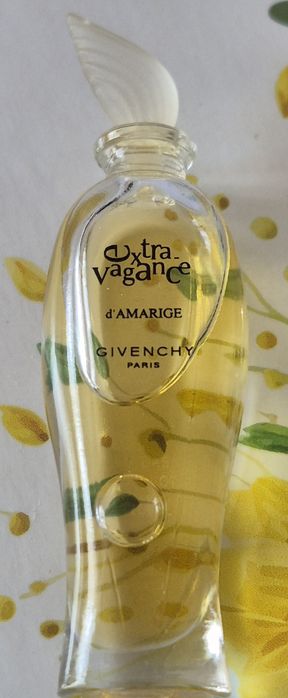 extra-
vagance
d'AMARIGE
GIVENCHY
PARIS